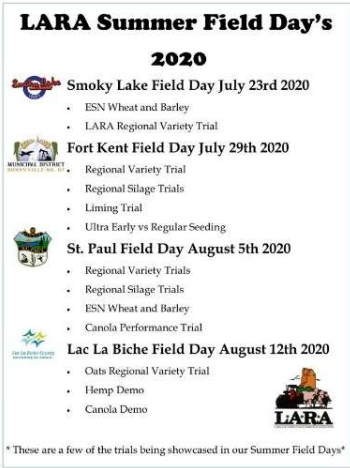 LARA Summer Field Day's
2020
Smoky Lake Field Day July 23rd 2020
• ESN Wheat and Barley
• LARA Regional Variety Trial
Fort Kent Field Day July 29th 2020
MUNICIPAL DISTRICT
• Regional Variety Trial
• Regional Silage Trials
• Liming Trial
• Ultra Early vs Regular Seeding
St. Paul Field Day August 5th 2020
• Regional Variety Trials
• Regional Silage Trials
• ESN Wheat and Barley
• Canola Performance Trial
Lac La Biche Field Day August 12th 2020
Lac La Biche County
• Oats Regional Variety Trial
• Hemp Demo
• Canola Demo
LARA
* These are a few of the trials being showcased in our Summer Field Days*